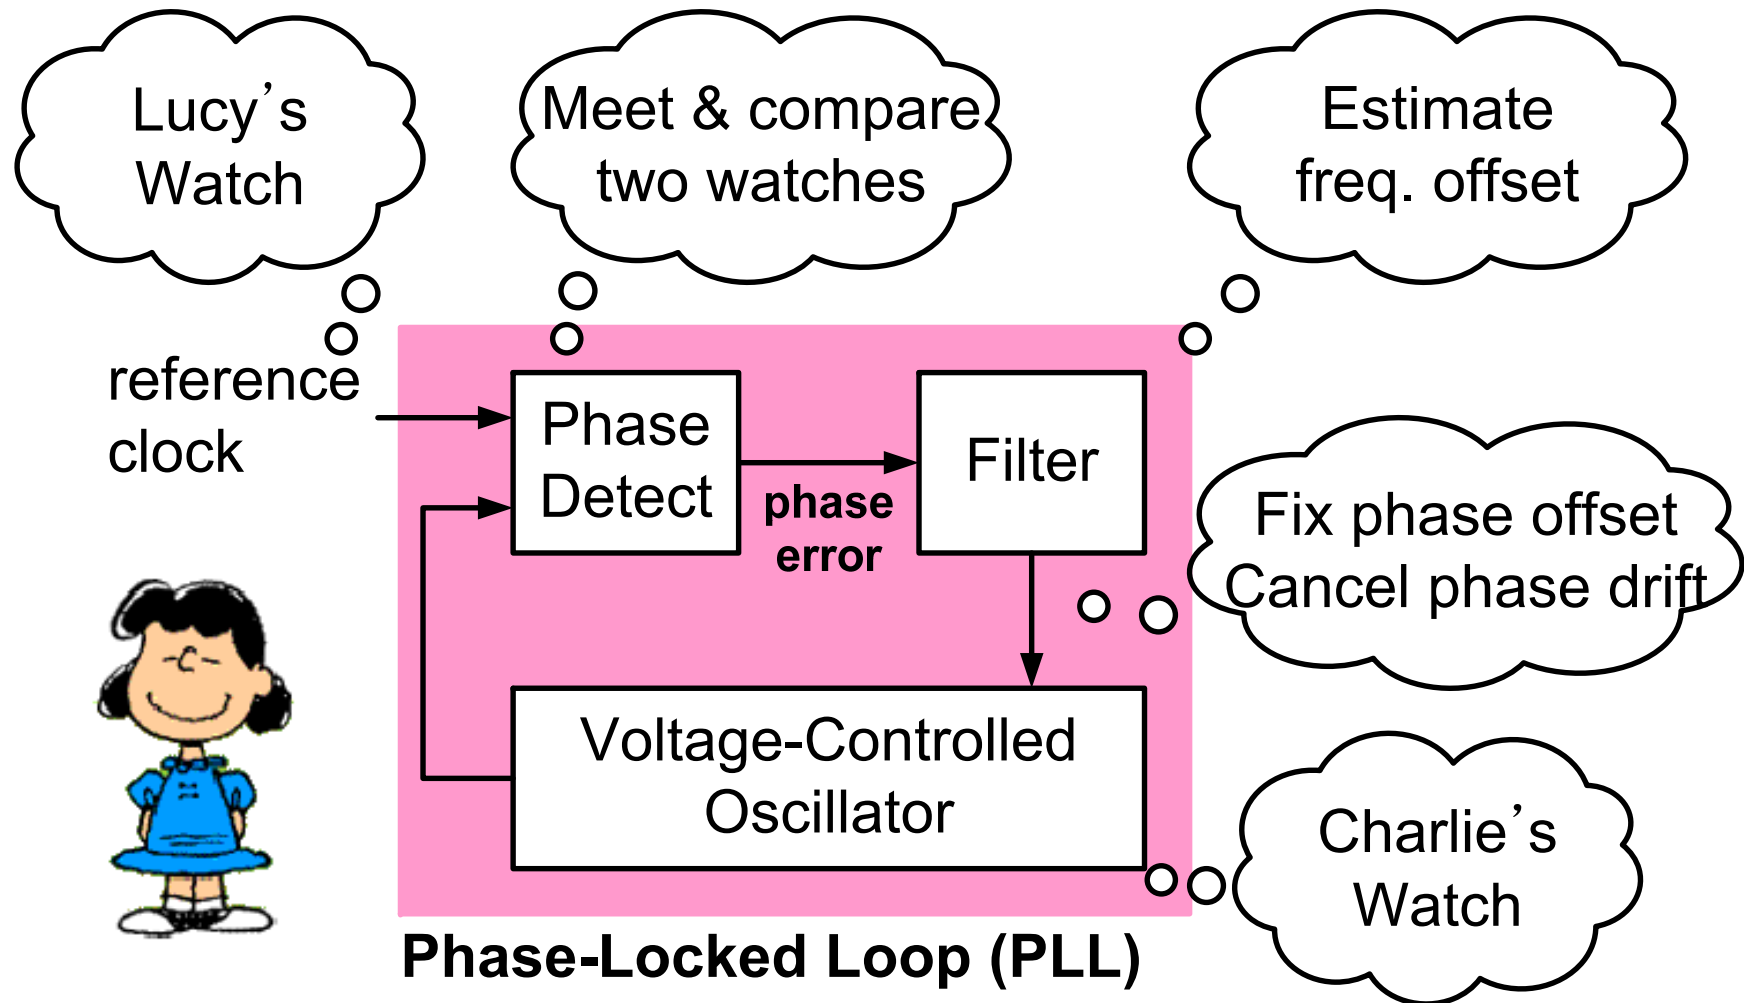 Lucy’s
Watch
Meet & compare
two watches
Estimate
freq. offset
reference
clock
Phase
Detect
phase
error
Filter
Fix phase offset
Cancel phase drift
Voltage-Controlled
Oscillator
Charlie’s
Watch
Phase-Locked Loop (PLL)